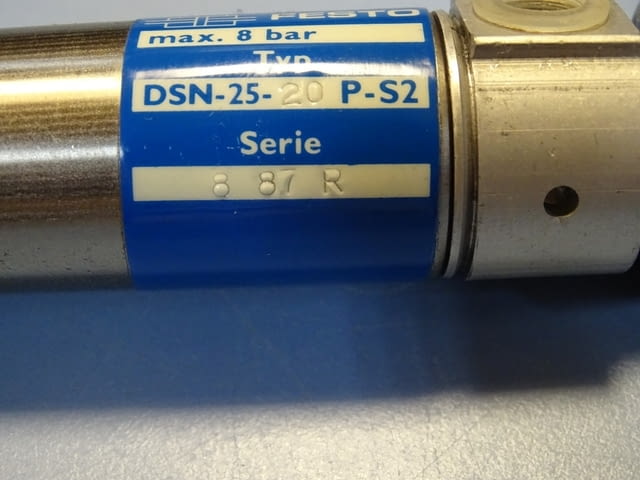 FESTO
max. 8 bar
Typ
DSN-25-20 P-S2
Serie
8 87 R